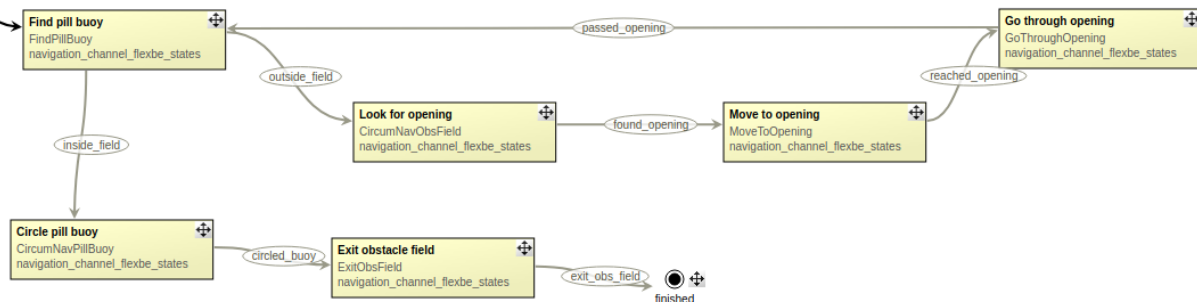 Find pill buoy
FindPillBuoy
navigation_channel_flexbe_states
passed_opening
Go through opening
GoThroughOpening
navigation_channel_flexbe_states
outside_field
reached_opening
Look for opening
CircumNavObsField
navigation_channel_flexbe_states
found_opening
Move to opening
MoveToOpening
navigation_channel_flexbe_states
inside_field
Circle pill buoy
CircumNavPillBuoy
navigation_channel_flexbe_states
circled_buoy
Exit obstacle field
ExitObsField
navigation_channel_flexbe_states
exit_obs_field
finished